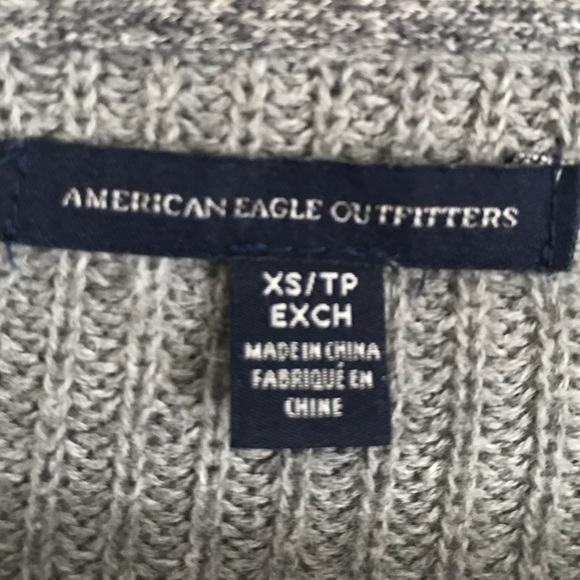 AMERICAN EAGLE OUTFITTERS
XS/TP
EXCH
MADE IN CHINA
FABRIQUÉ EN
CHINE